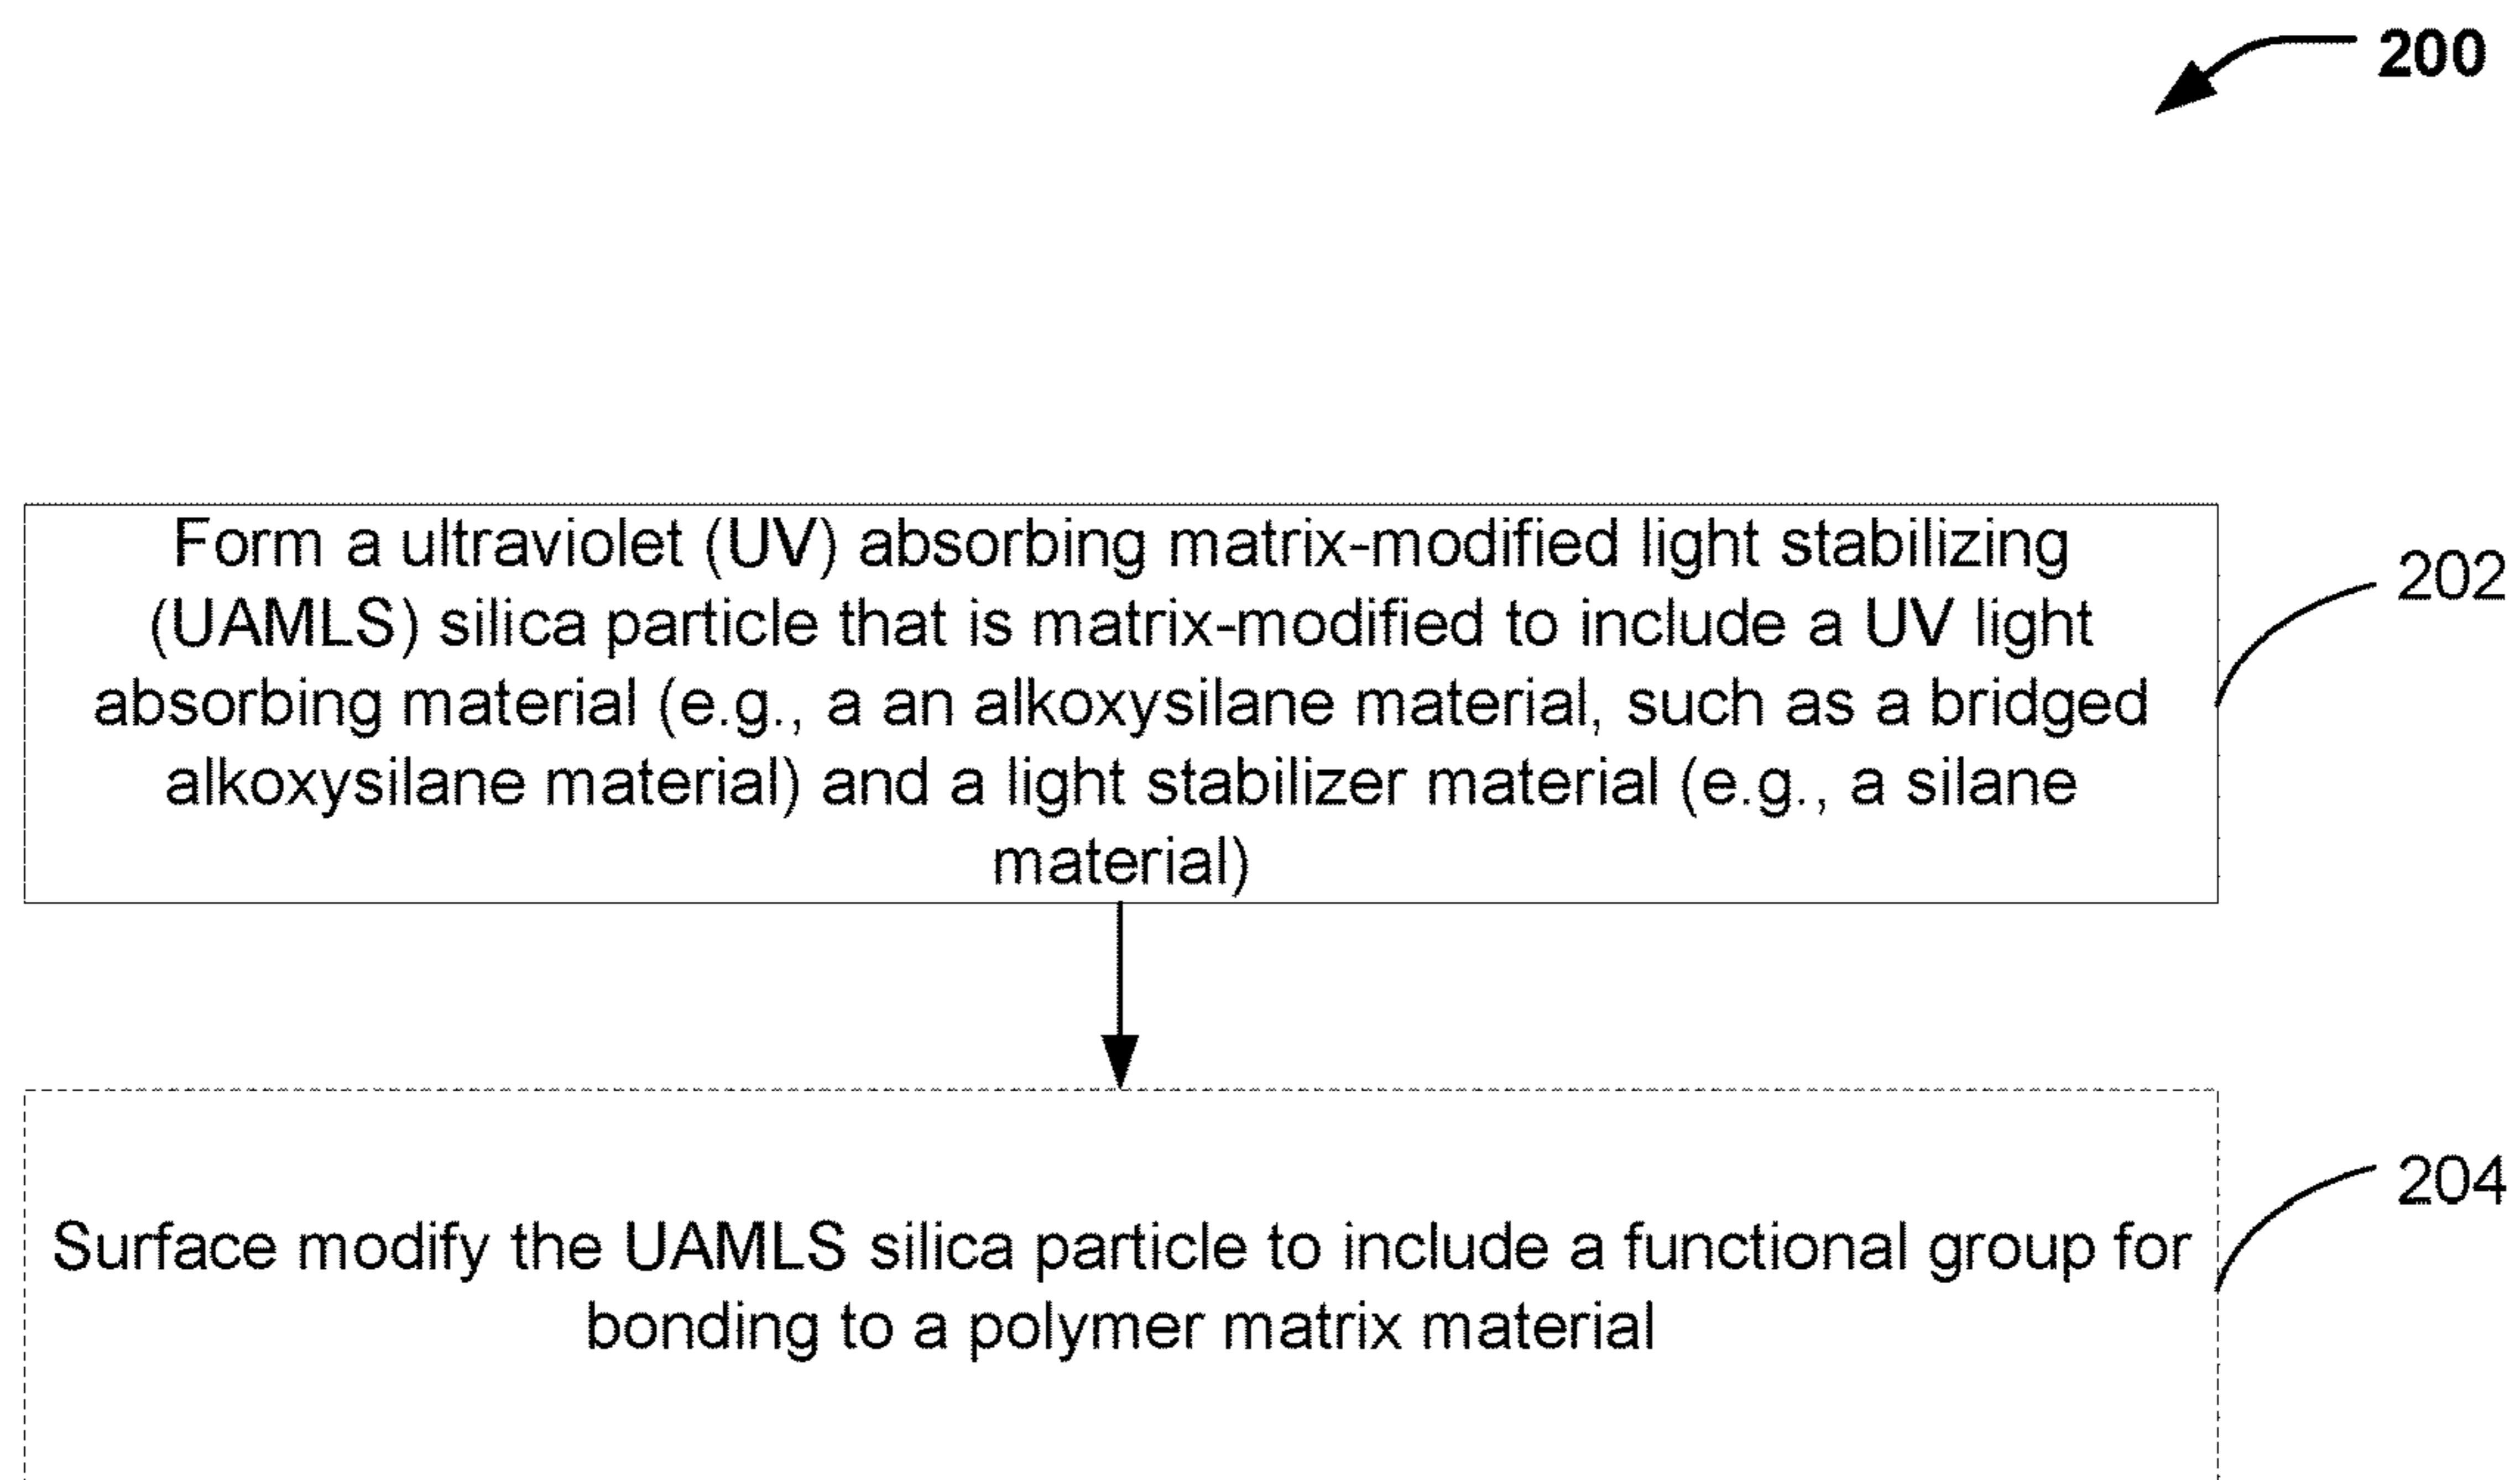 200
Form a ultraviolet (UV) absorbing matrix-modified light stabilizing
(UAMLS) silica particle that is matrix-modified to include a UV light
absorbing material (e.g., a an alkoxysilane material, such as a bridged
alkoxysilane material) and a light stabilizer material (e.g., a silane
material)
202
Surface modify the UAMLS silica particle to include a functional group for
bonding to a polymer matrix material
204